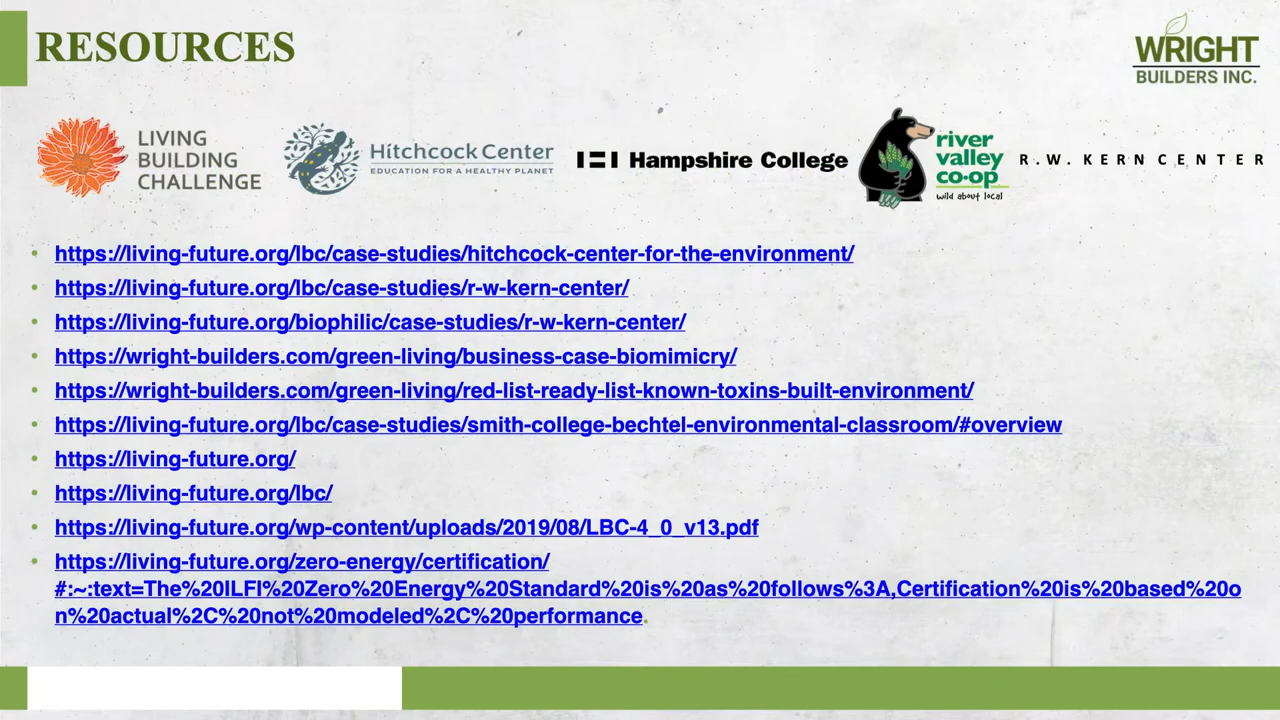 RESOURCES
WRIGHT
BUILDERS INC.
LIVING
BUILDING
CHALLENGE
Hitchcock Center
EDUCATION FOR A HEALTHY PLANET
Hampshire College
river
valley
co·op
wild about local
R.W. KERN CENTER
• https://living-future.org/lbc/case-studies/hitchcock-center-for-the-environment/
• https://living-future.org/lbc/case-studies/r-w-kern-center/
• https://living-future.org/biophilic/case-studies/r-w-kern-center/
• https://wright-builders.com/green-living/business-case-biomimicry/
• https://wright-builders.com/green-living/red-list-ready-list-known-toxins-built-environment/
• https://living-future.org/lbc/case-studies/smith-college-bechtel-environmental-classroom/#overview
• https://living-future.org/
• https://living-future.org/lbc/
• https://living-future.org/wp-content/uploads/2019/08/LBC-4_0_v13.pdf
• https://living-future.org/zero-energy/certification/
#:~:text=The%20ILFI%20Zero%20Energy%20Standard%20is%20as%20follows%3A,Certification%20is%20based%20o
n%20actual%2C%20not%20modeled%2C%20performance.